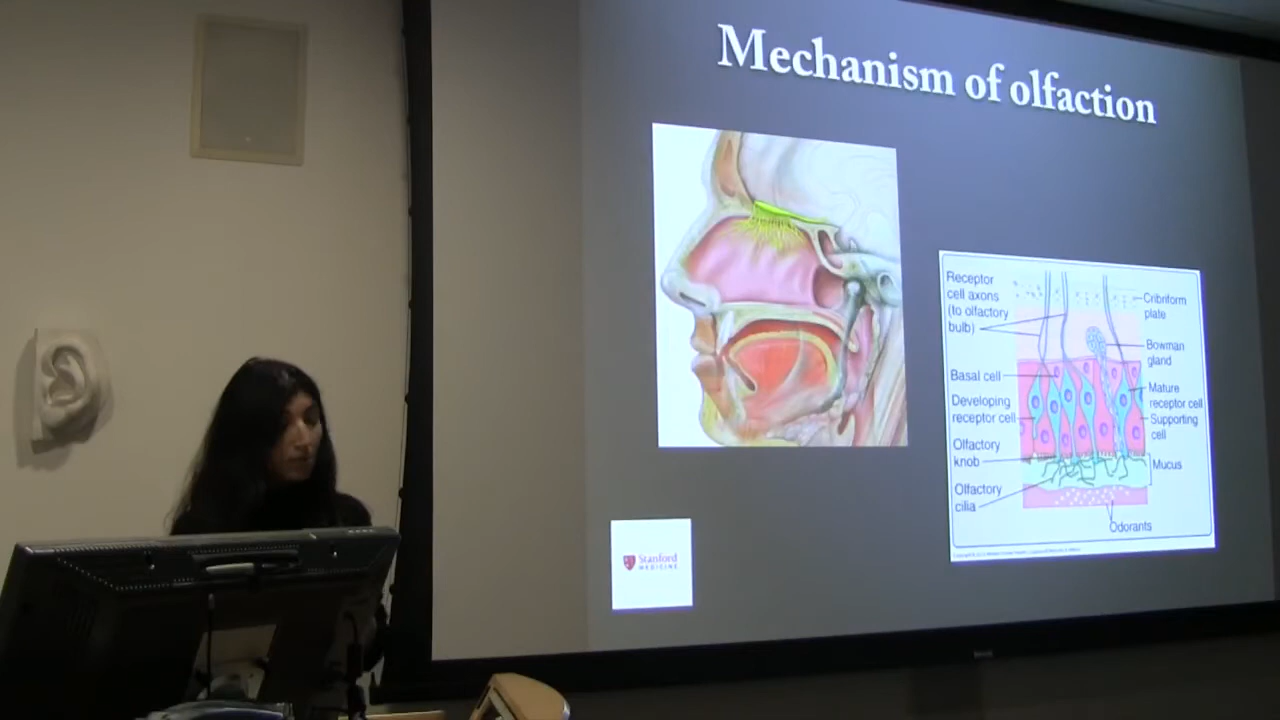 Mechanism of olfaction
Receptor
cell axons
(to olfactory
bulb)
Basal cell
Developing
receptor cell
Olfactory
knob
Olfactory
cilia
Cribriform
plate
Bowman
gland
Mature
receptor cell
Supporting
cell
Mucus
Odorants
Stanford
MEDICINE